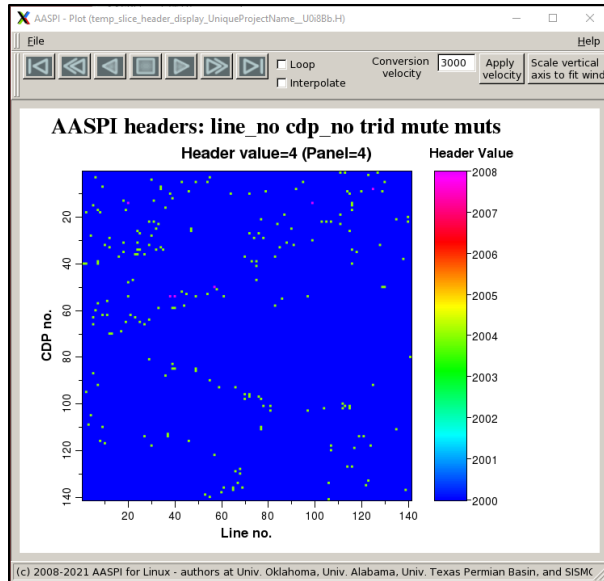 AASPI - Plot (temp_slice_header_display_UniqueProjectName__U0i8Bb.H)
File
Help
Loop
Interpolate
Conversion velocity
3000
Apply velocity
Scale vertical axis to fit wind
AASPI headers: line_no cdp_no trid mute muts
Header value=4 (Panel=4)
Header Value
CDP no.
20
40
60
80
100
120
140
20
40
60
80
100
120
140
Line no.
2008
2007
2006
2005
2004
2003
2002
2001
2000
(c) 2008-2021 AASPI for Linux - authors at Univ. Oklahoma, Univ. Alabama, Univ. Texas Permian Basin, and SISMO